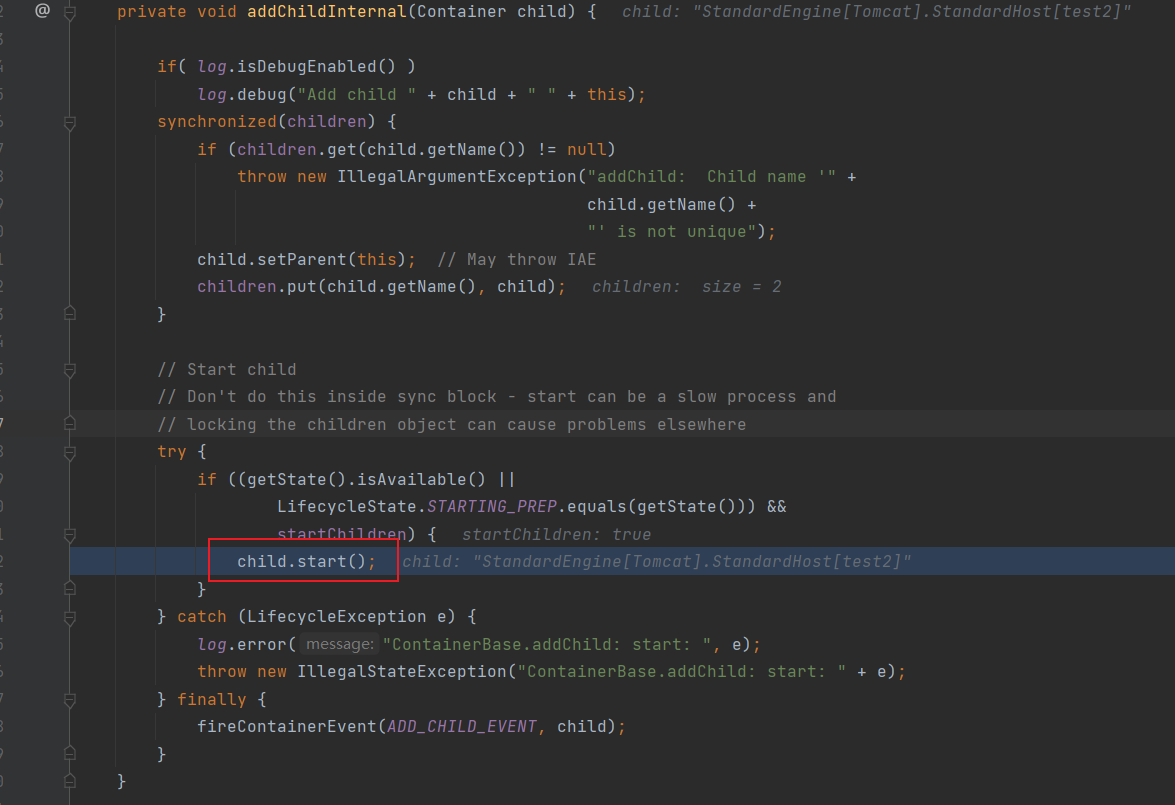 @ private void addChildInternal(Container child) { child: "StandardEngine[Tomcat].StandardHost[test2]"
if( log.isDebugEnabled() )
log.debug("Add child " + child + " " + this);
synchronized(children) {
if (children.get(child.getName()) != null)
throw new IllegalArgumentException("addChild:  Child name '" +
child.getName() +
"' is not unique");
child.setParent(this);  // May throw IAE
children.put(child.getName(), child); children:  size = 2
}
// Start child
// Don't do this inside sync block - start can be a slow process and
// locking the children object can cause problems elsewhere
try {
if ((getState().isAvailable() ||
LifecycleState.STARTING_PREP.equals(getState())) &&
startChildren) { startChildren: true
child.start(); child: "StandardEngine[Tomcat].StandardHost[test2]"
}
} catch (LifecycleException e) {
log.error( message: "ContainerBase.addChild: start: ", e);
throw new IllegalStateException("ContainerBase.addChild: start: " + e);
} finally {
fireContainerEvent(ADD_CHILD_EVENT, child);
}
}